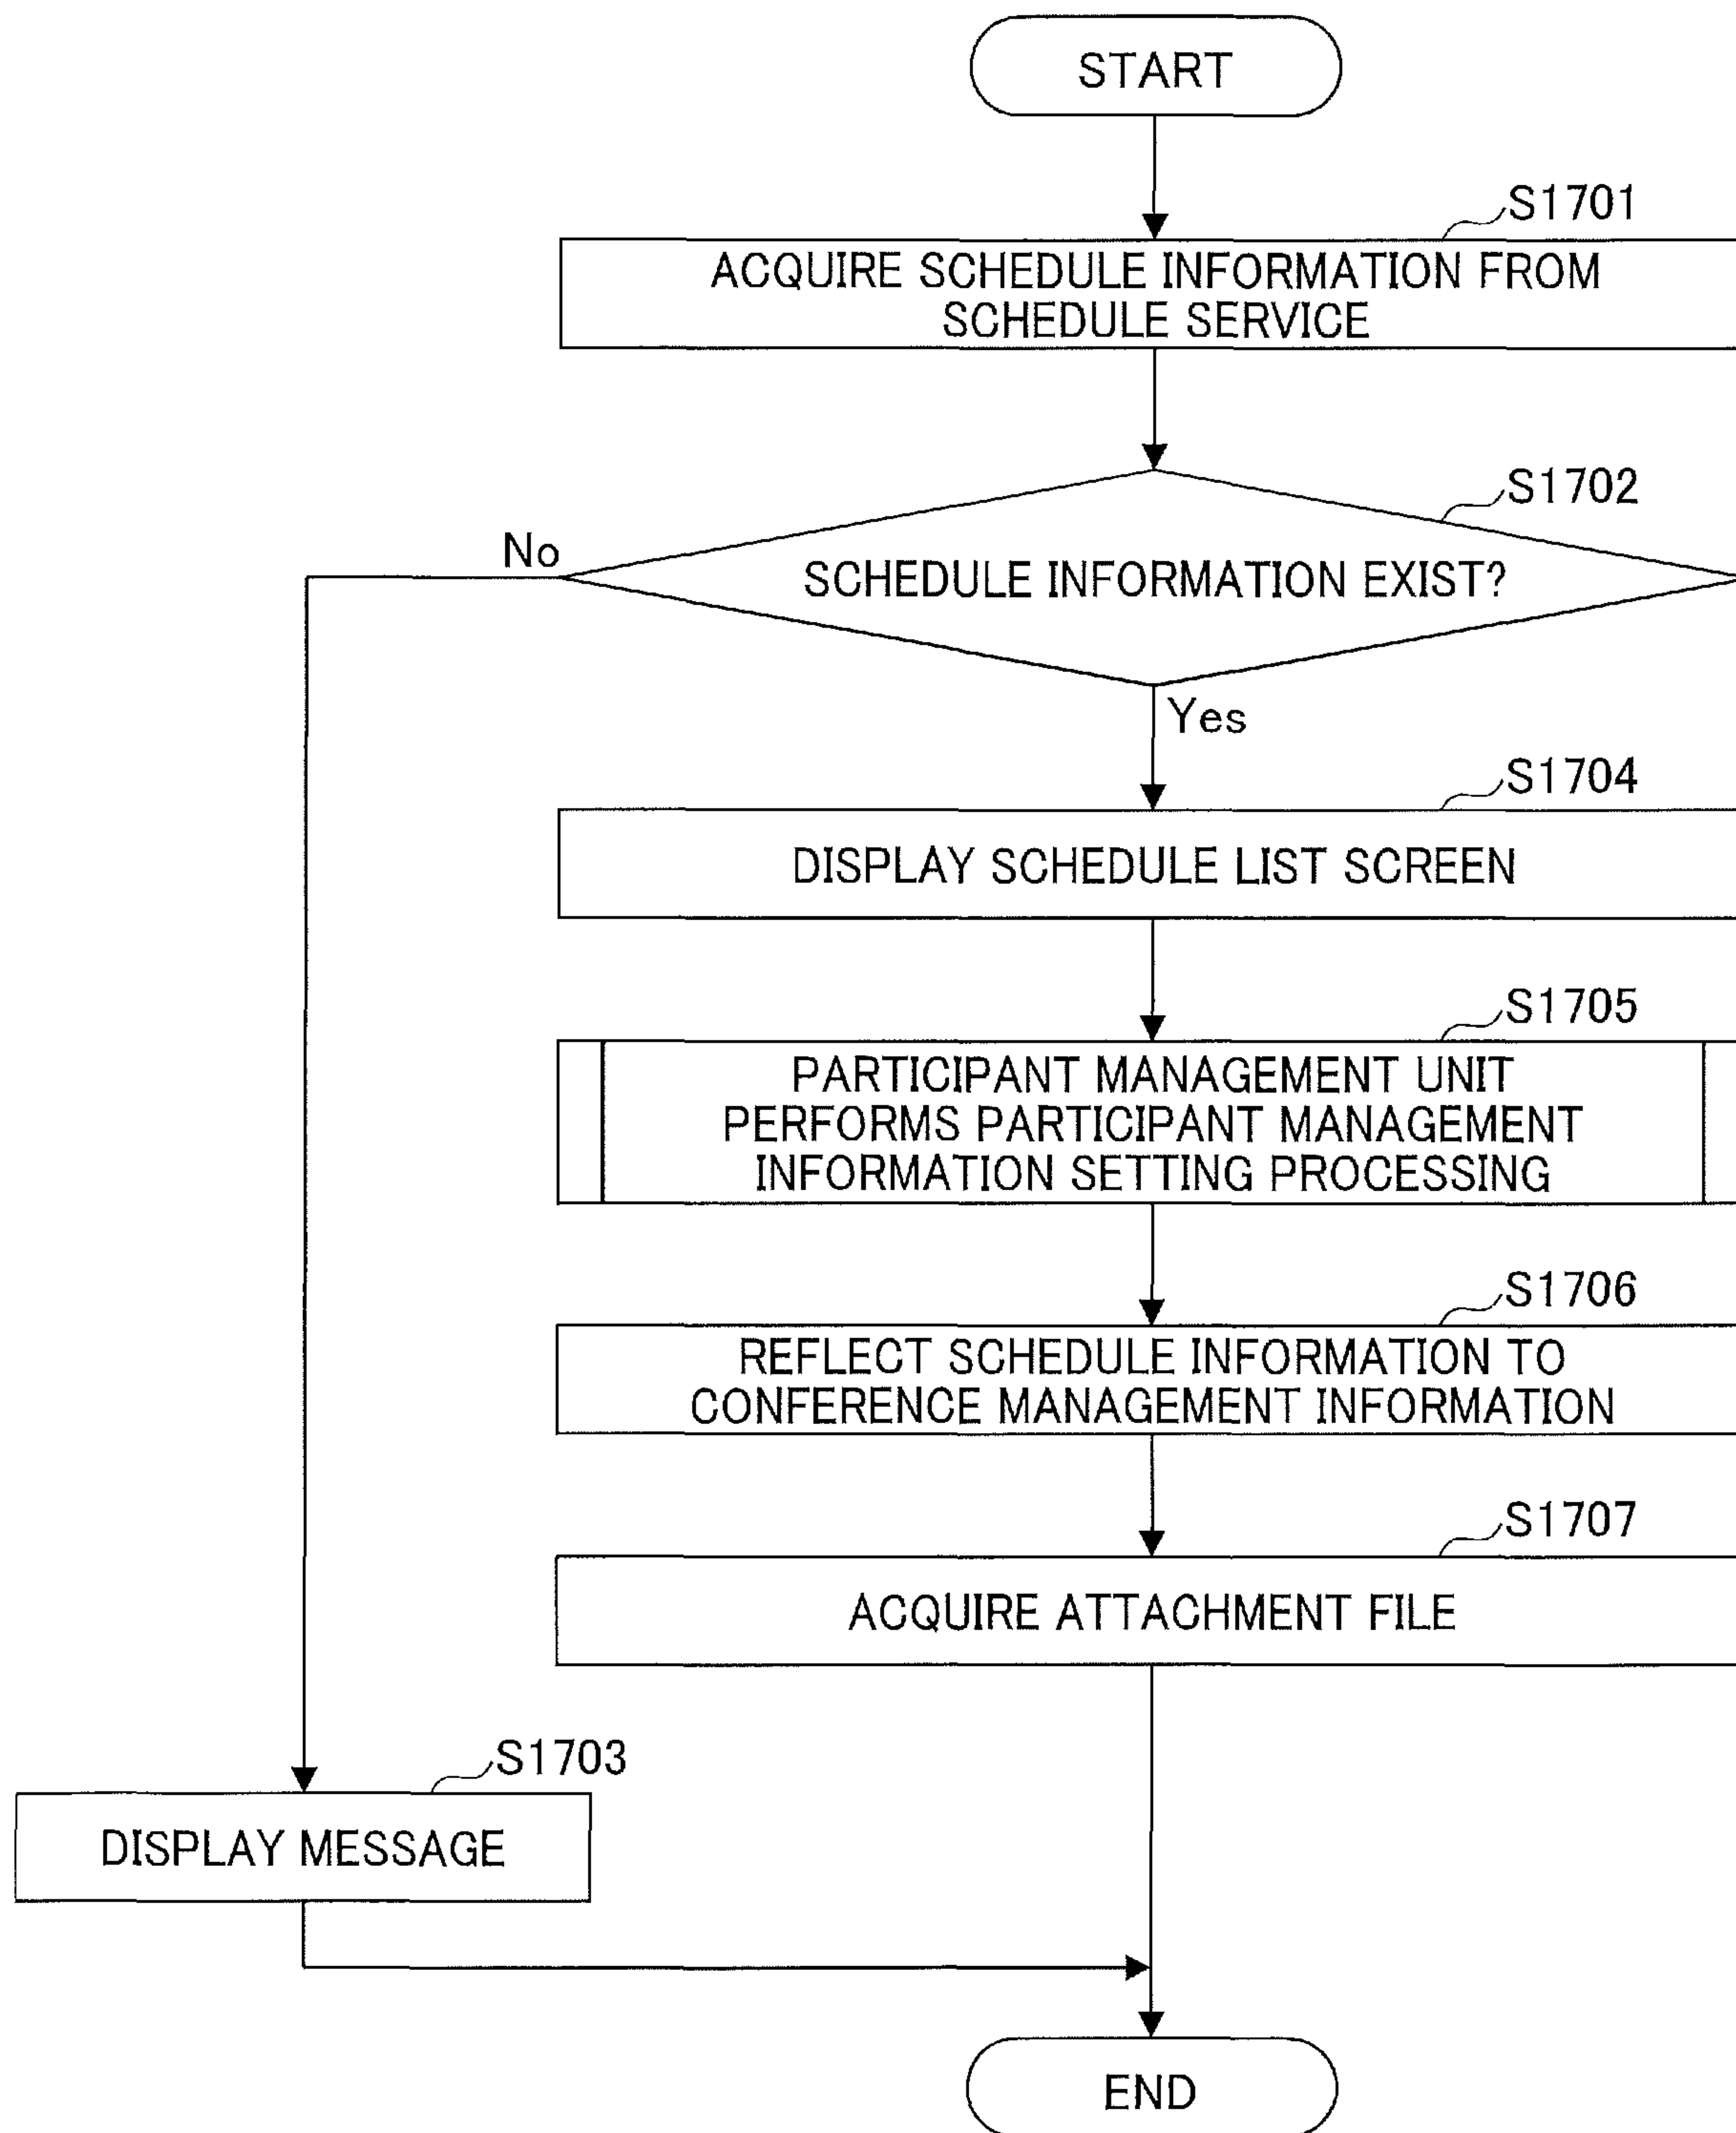 START
S1701
ACQUIRE SCHEDULE INFORMATION FROM
SCHEDULE SERVICE
S1702
No
SCHEDULE INFORMATION EXIST?
Yes
S1704
DISPLAY SCHEDULE LIST SCREEN
S1705
PARTICIPANT MANAGEMENT UNIT
PERFORMS PARTICIPANT MANAGEMENT
INFORMATION SETTING PROCESSING
S1706
REFLECT SCHEDULE INFORMATION TO
CONFERENCE MANAGEMENT INFORMATION
S1707
ACQUIRE ATTACHMENT FILE
S1703
DISPLAY MESSAGE
END